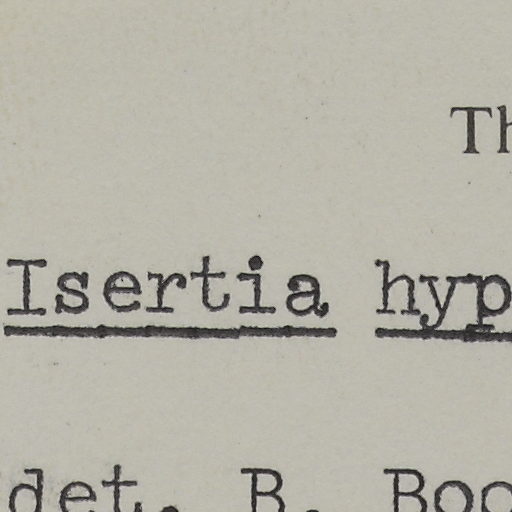 Th
Isertia hyp
det. B. Boo